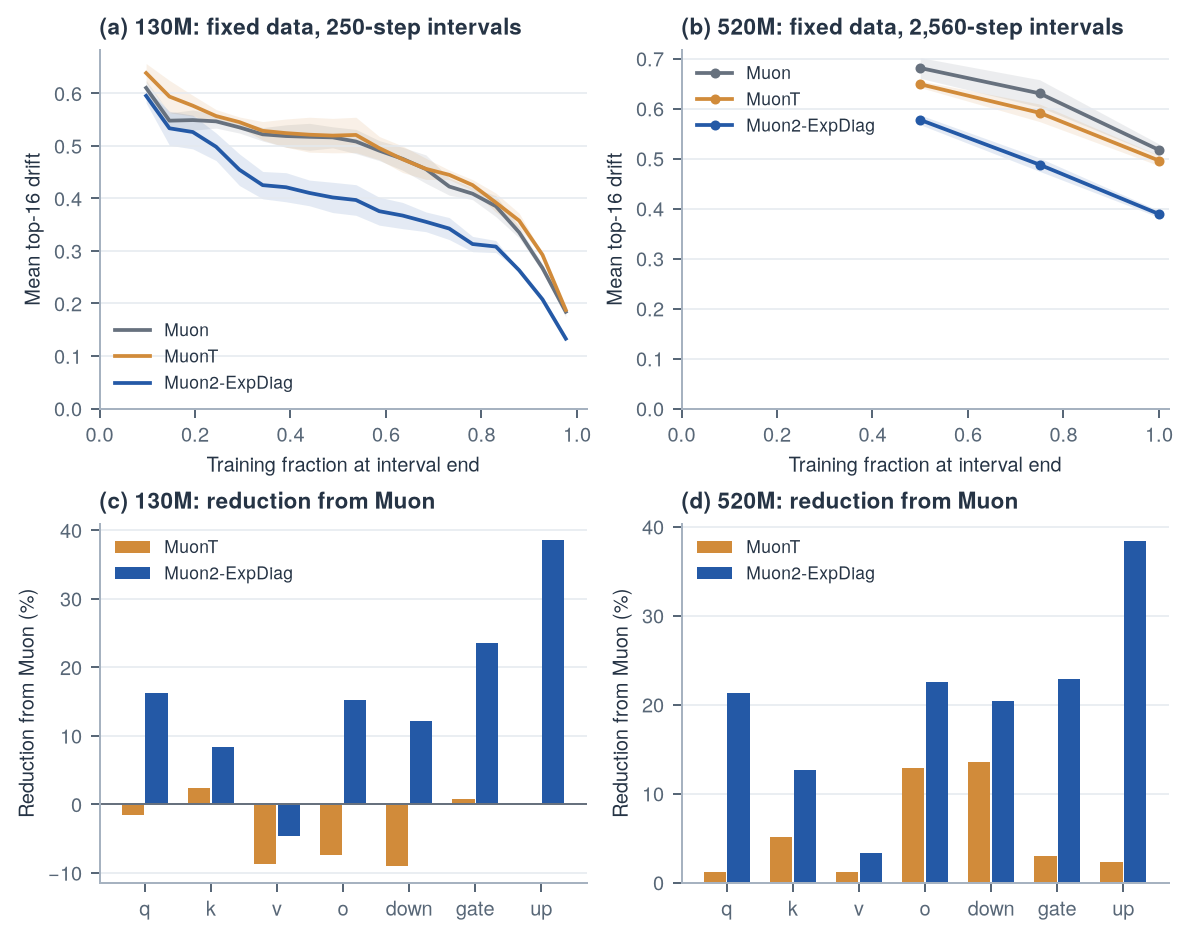 (a) 130M: fixed data, 250-step intervals
Mean top-16 drift
0.6
0.5
0.4
0.3
0.2
0.1
0.0
Muon
MuonT
Muon2-ExpDiag
0.0 0.2 0.4 0.6 0.8 1.0
Training fraction at interval end
(b) 520M: fixed data, 2,560-step intervals
Mean top-16 drift
0.7
0.6
0.5
0.4
0.3
0.2
0.1
0.0
Muon
MuonT
Muon2-ExpDiag
0.0 0.2 0.4 0.6 0.8 1.0
Training fraction at interval end
(c) 130M: reduction from Muon
Reduction from Muon (%)
40
30
20
10
0
−10
MuonT
Muon2-ExpDiag
q k v o down gate up
(d) 520M: reduction from Muon
Reduction from Muon (%)
40
30
20
10
0
MuonT
Muon2-ExpDiag
q k v o down gate up